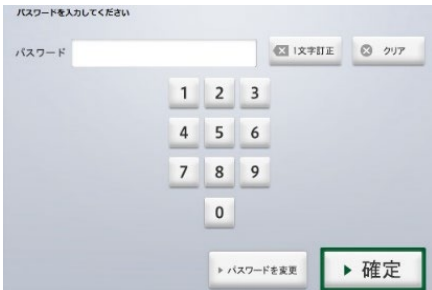 パスワードを入力してください
パスワード 1文字訂正 クリア
1 2 3
4 5 6
7 8 9
0
パスワードを変更 確定